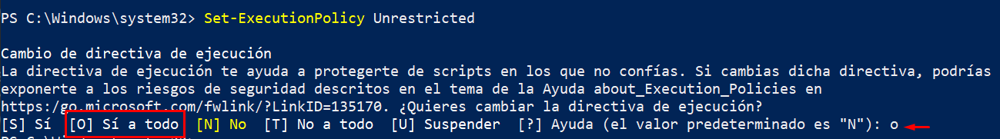 PS C:\Windows\system32> Set-ExecutionPolicy Unrestricted
Cambio de directiva de ejecución
La directiva de ejecución te ayuda a protegerte de scripts en los que no confías. Si cambias dicha directiva, podrías
exponerte a los riesgos de seguridad descritos en el tema de la Ayuda about_Execution_Policies en
https:/go.microsoft.com/fwlink/?LinkID=135170. ¿Quieres cambiar la directiva de ejecución?
[S] Sí  [O] Sí a todo  [N] No  [T] No a todo  [U] Suspender  [?] Ayuda (el valor predeterminado es "N"): o